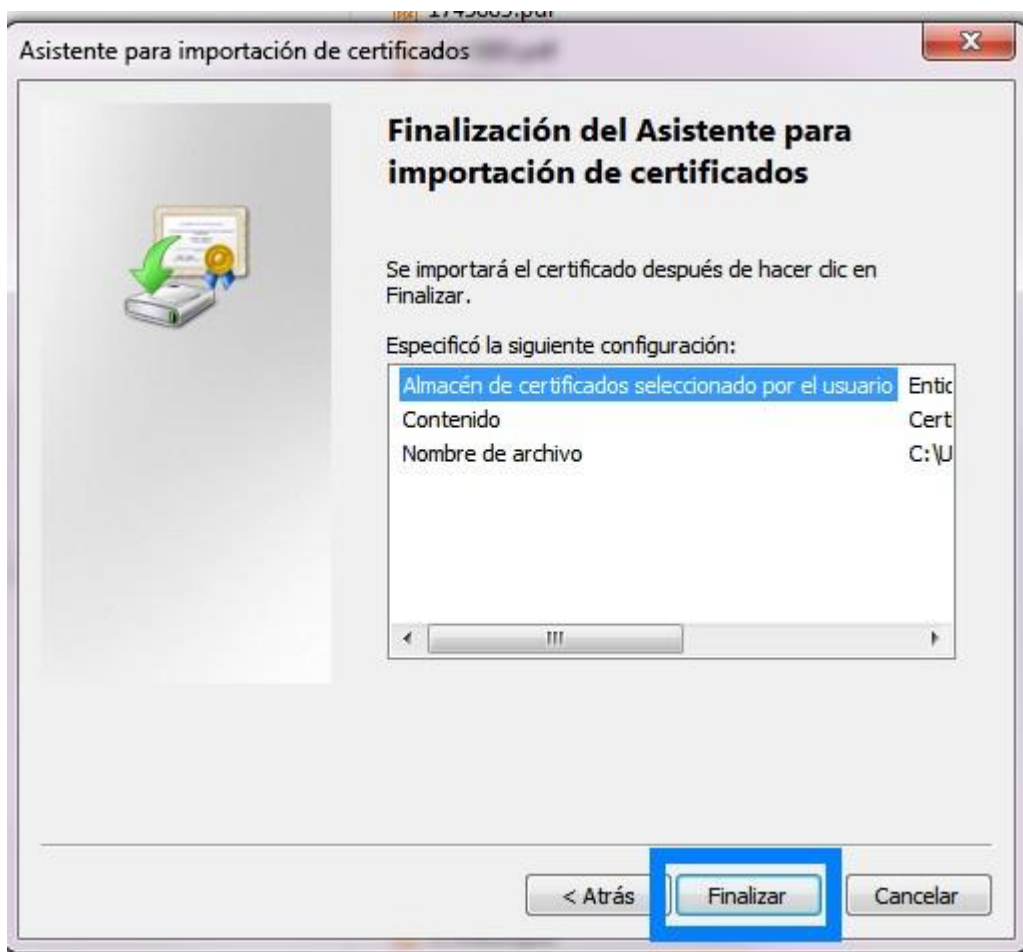 Asistente para importación de certificados
Finalización del Asistente para
importación de certificados
Se importará el certificado después de hacer clic en
Finalizar.
Especificó la siguiente configuración:
Almacén de certificados seleccionado por el usuario Entic
Contenido Cert
Nombre de archivo C:\U
< Atrás Finalizar Cancelar